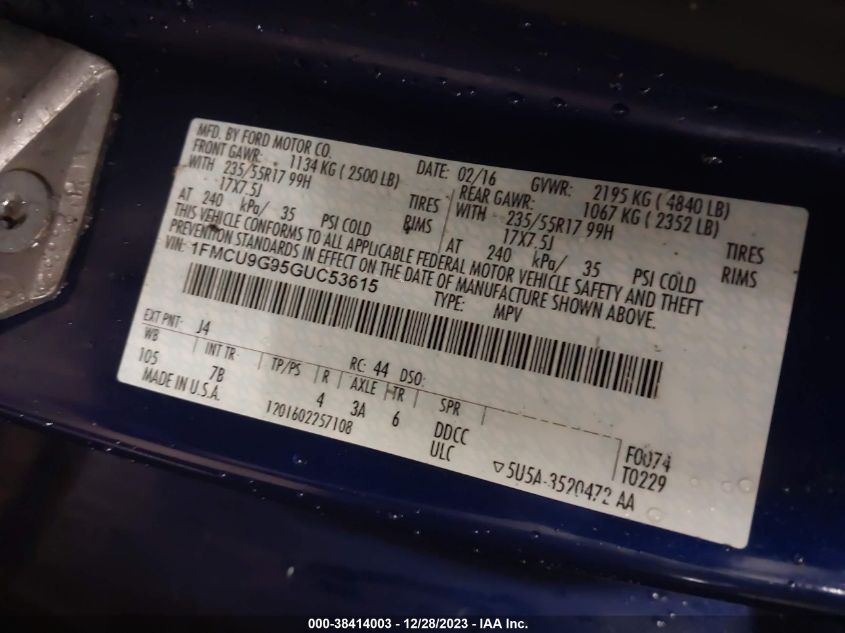 MFD. BY FORD MOTOR CO.
DATE: 02/16 GVWR: 2195 KG ( 4840 LB)
FRONT GAWR: 1134 KG ( 2500 LB)
REAR GAWR: 1067 KG ( 2352 LB)
WITH 235/55R17 99H TIRES
WITH 235/55R17 99H TIRES
17X7.5J RIMS
17X7.5J RIMS
AT 240 kPa/ 35 PSI COLD
AT 240 kPa/ 35 PSI COLD
THIS VEHICLE CONFORMS TO ALL APPLICABLE FEDERAL MOTOR VEHICLE SAFETY AND THEFT
PREVENTION STANDARDS IN EFFECT ON THE DATE OF MANUFACTURE SHOWN ABOVE.
VIN: 1FMCU9G95GUC53615
TYPE: MPV
EXT PNT: J4
RC: 44 DSO:
WB INT TR TP/PS R AXLE TR SPR
105 7B 4 3A 6 DDCC
F0074
MADE IN U.S.A. 1201602257108 ULC
T0229
▽5U5A-3520472 AA
000-38414003 - 12/28/2023 - IAA Inc.